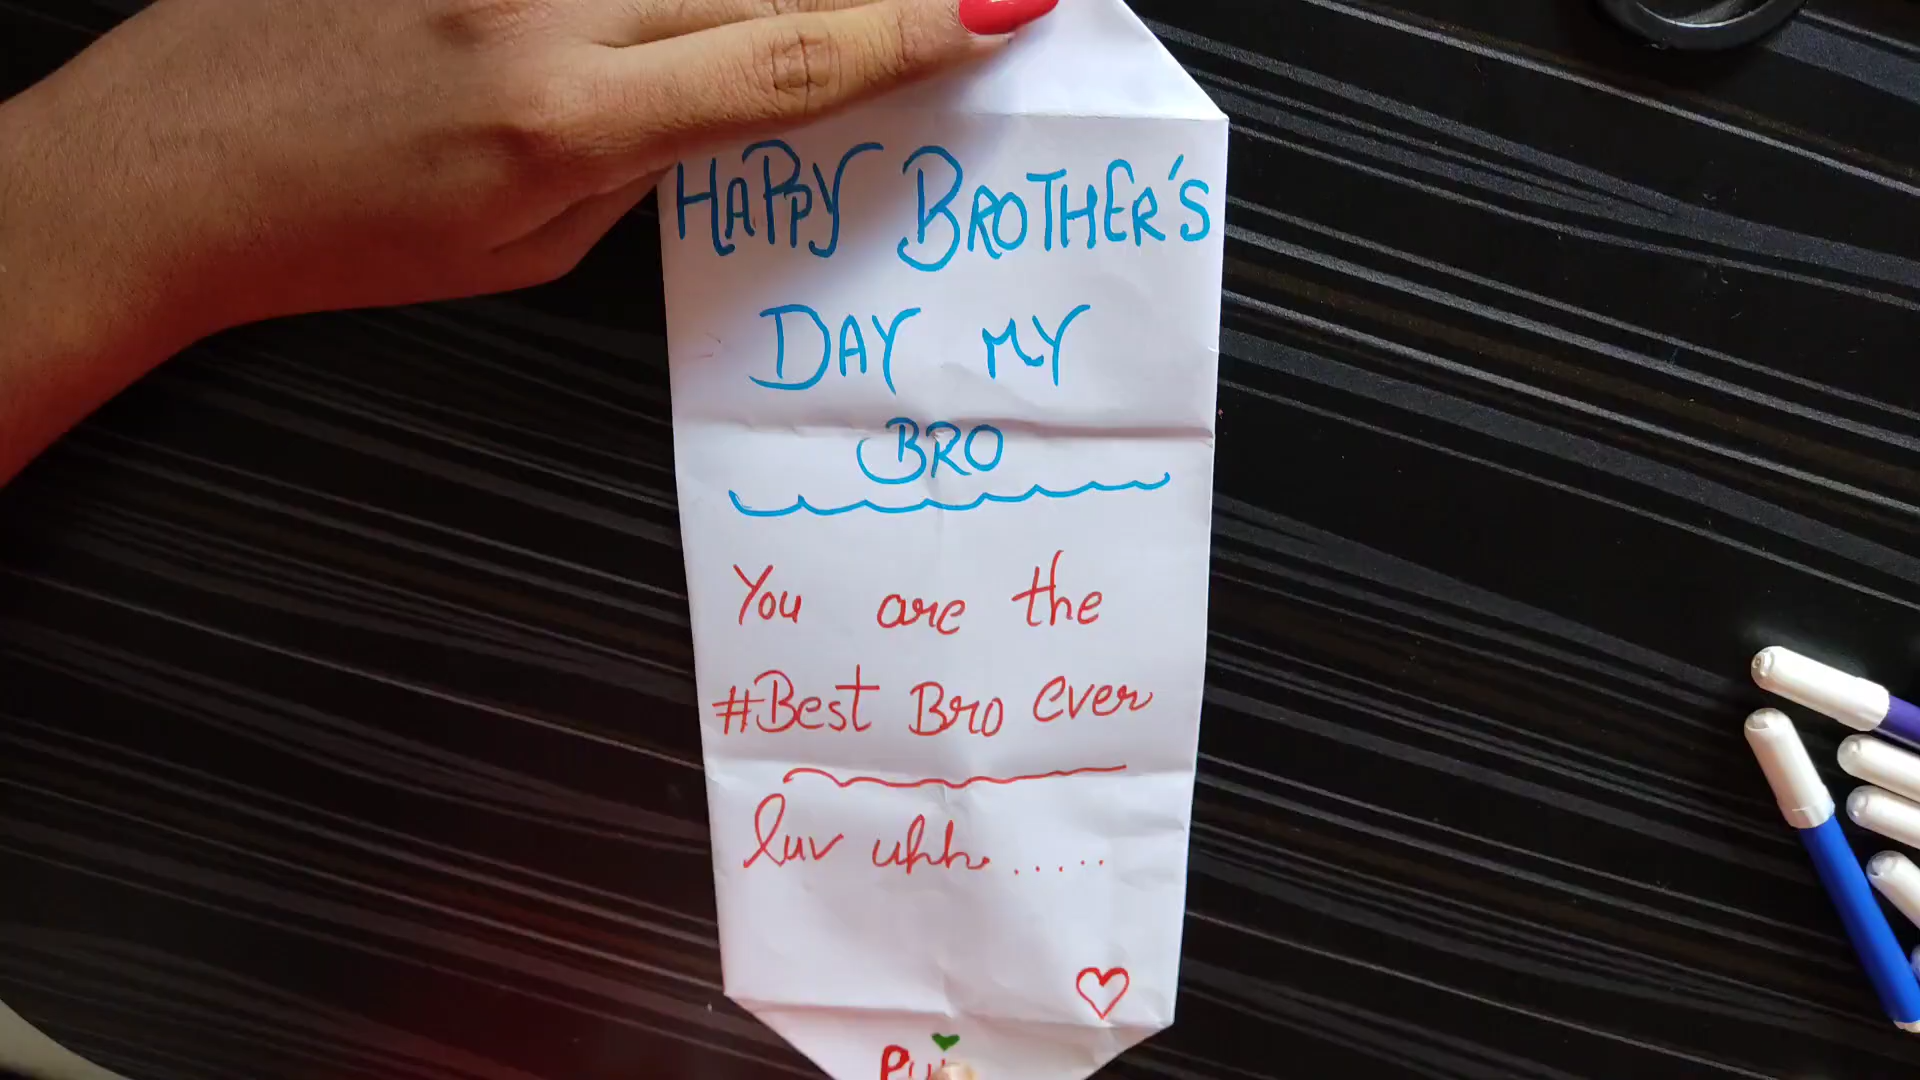 HAPPY BROTHER'S
DAY MY
BRO
You are the
#Best Bro Ever
luv uhh.....